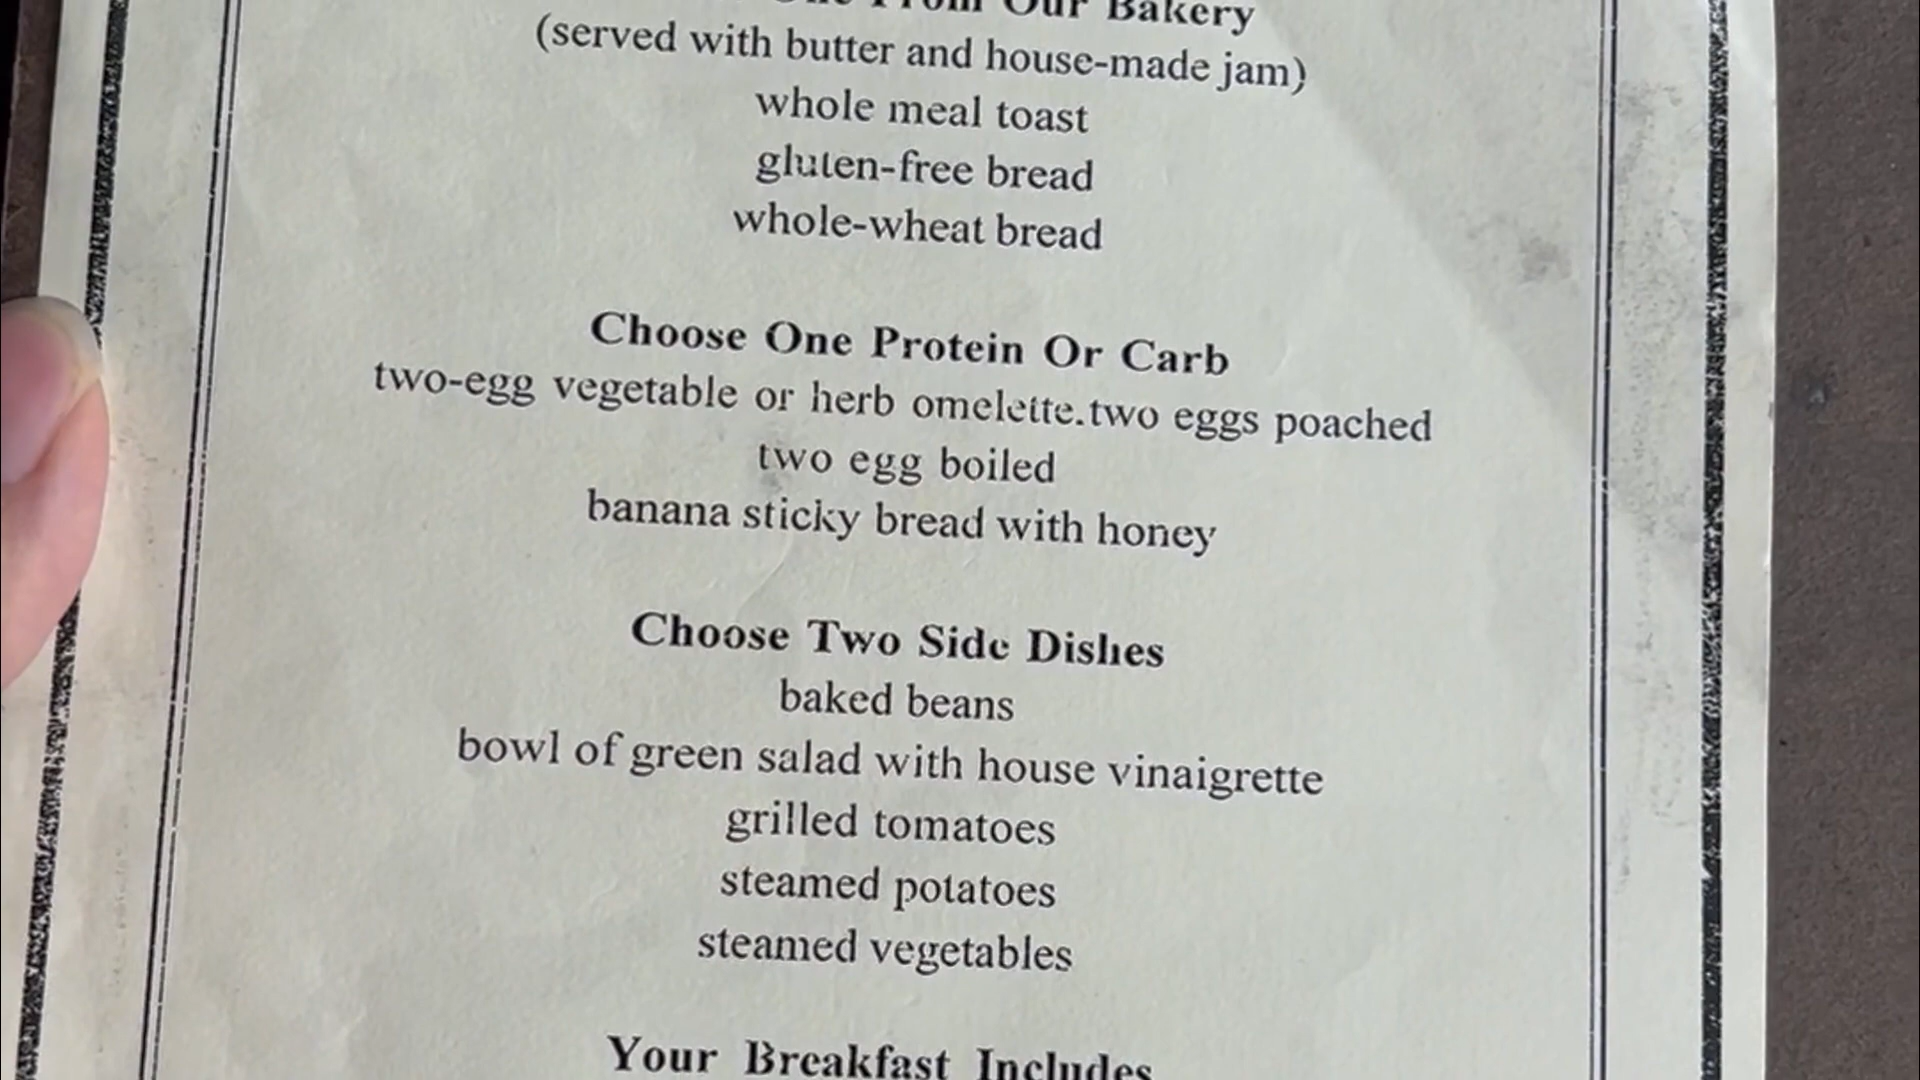 From Our Bakery
(served with butter and house-made jam)
whole meal toast
gluten-free bread
whole-wheat bread
Choose One Protein Or Carb
two-egg vegetable or herb omelette.two eggs poached
two egg boiled
banana sticky bread with honey
Choose Two Side Dishes
baked beans
bowl of green salad with house vinaigrette
grilled tomatoes
steamed potatoes
steamed vegetables
Your Breakfast Includes